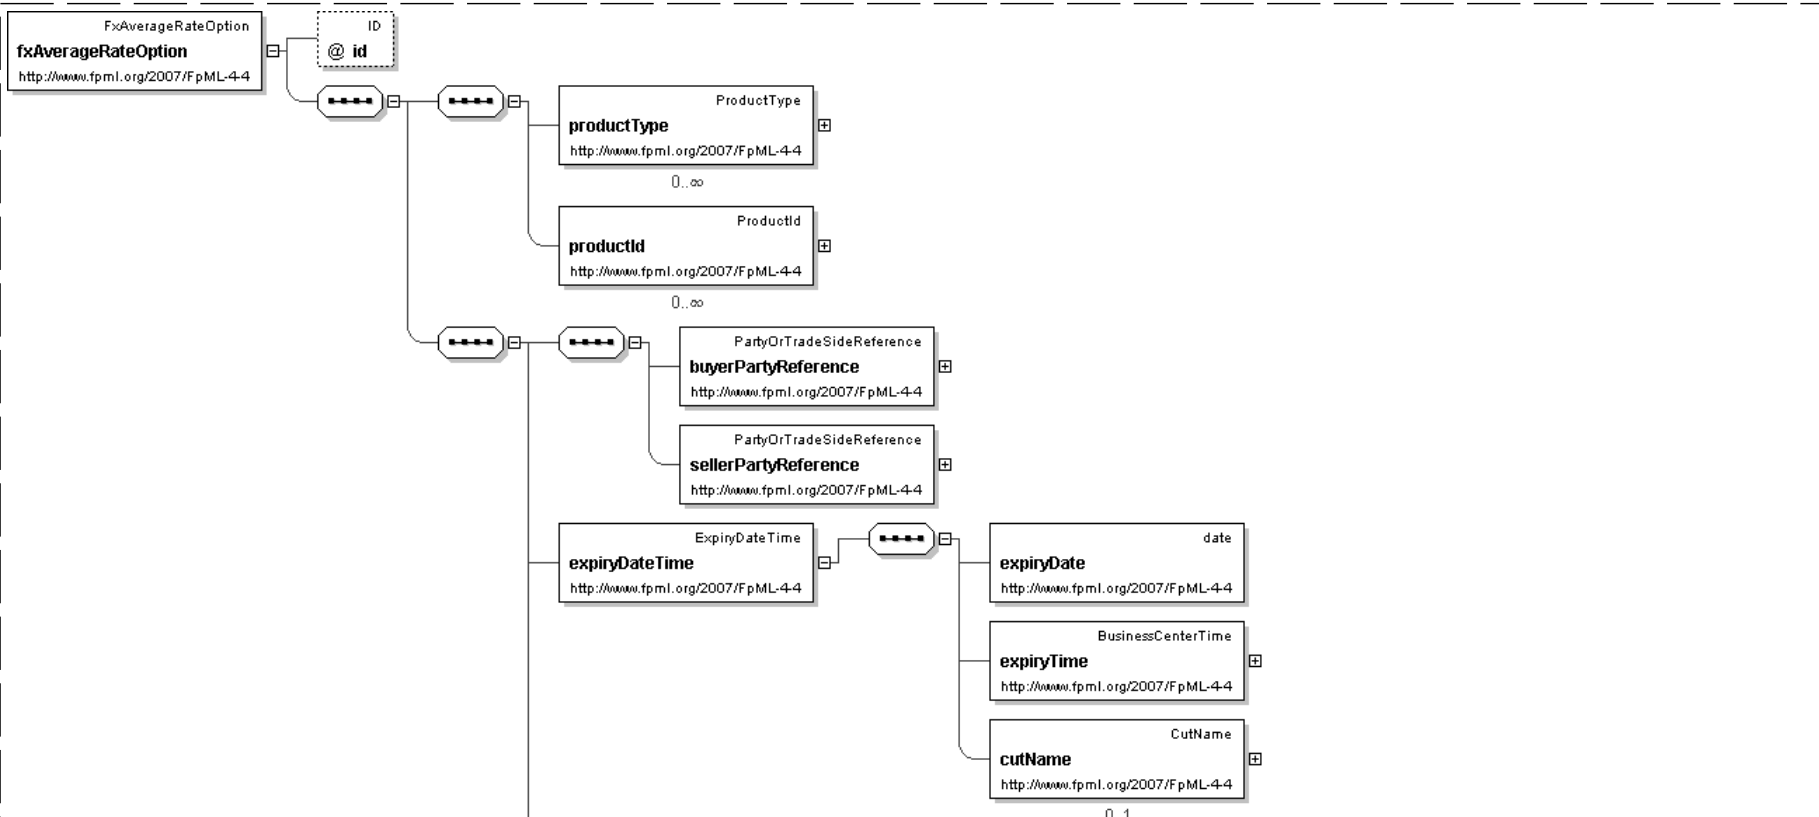 FxAverageRateOption
fxAverageRateOption
http://www.fpml.org/2007/FpML-4-4
ID
@ id
ProductType
productType
http://www.fpml.org/2007/FpML-4-4
0..∞
ProductId
productId
http://www.fpml.org/2007/FpML-4-4
0..∞
PartyOrTradeSideReference
buyerPartyReference
http://www.fpml.org/2007/FpML-4-4
PartyOrTradeSideReference
sellerPartyReference
http://www.fpml.org/2007/FpML-4-4
ExpiryDateTime
expiryDateTime
http://www.fpml.org/2007/FpML-4-4
date
expiryDate
http://www.fpml.org/2007/FpML-4-4
BusinessCenterTime
expiryTime
http://www.fpml.org/2007/FpML-4-4
CutName
cutName
http://www.fpml.org/2007/FpML-4-4
0..1